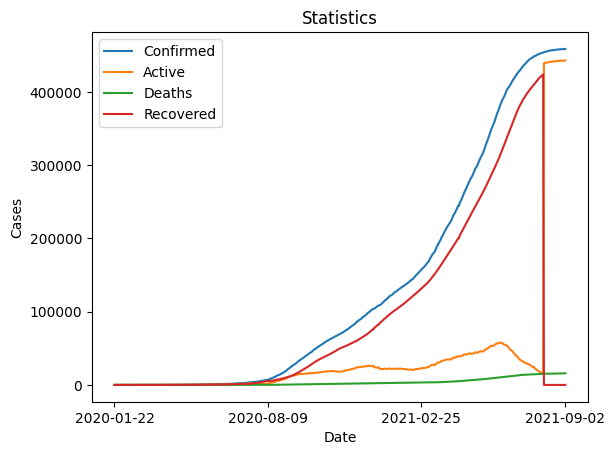 Statistics
Confirmed
Active
Deaths
Recovered
Cases
400000
300000
200000
100000
0
2020-01-22
2020-08-09
2021-02-25
2021-09-02
Date